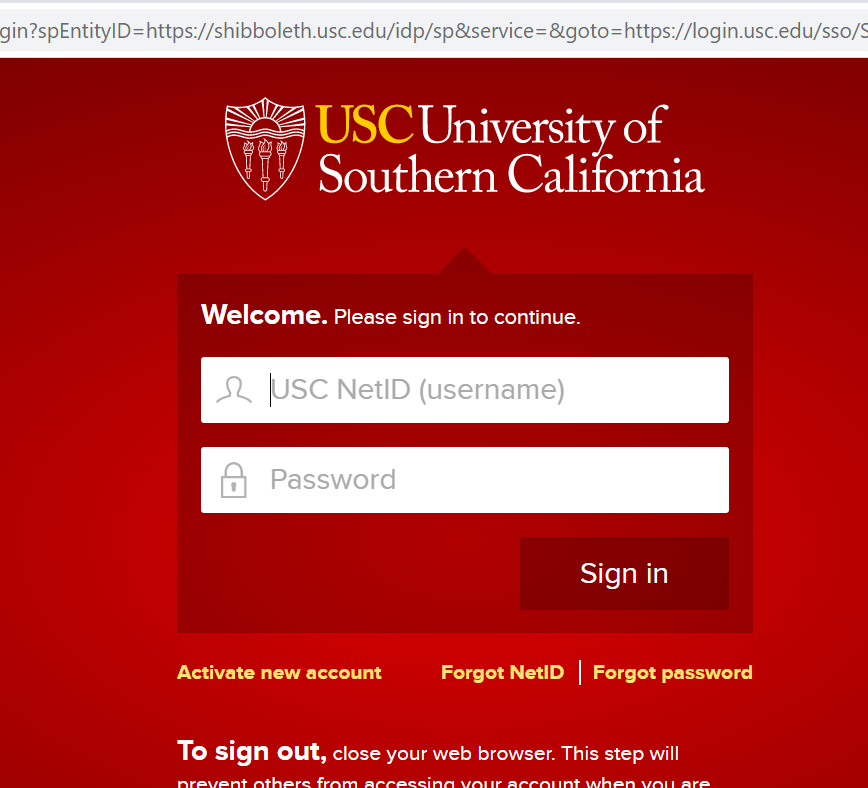 gin?spEntityID=https://shibboleth.usc.edu/idp/sp&service=&goto=https://login.usc.edu/sso/S
USC University of
Southern California
Welcome. Please sign in to continue.
USC NetID (username)
Password
Sign in
Activate new account Forgot NetID | Forgot password
To sign out, close your web browser. This step will
prevent others from accessing your account when you are